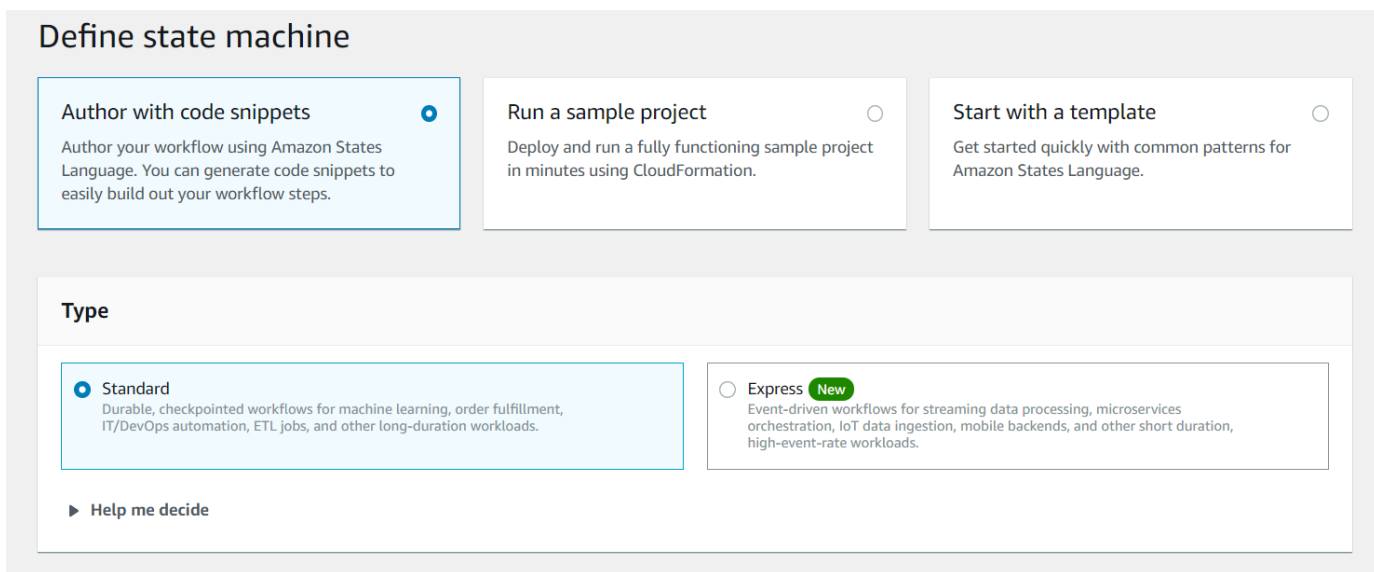 Define state machine
Author with code snippets
Author your workflow using Amazon States
Language. You can generate code snippets to
easily build out your workflow steps.
Run a sample project
Deploy and run a fully functioning sample project
in minutes using CloudFormation.
Start with a template
Get started quickly with common patterns for
Amazon States Language.
Type
Standard
Durable, checkpointed workflows for machine learning, order fulfillment,
IT/DevOps automation, ETL jobs, and other long-duration workloads.
Express New
Event-driven workflows for streaming data processing, microservices
orchestration, IoT data ingestion, mobile backends, and other short duration,
high-event-rate workloads.
Help me decide